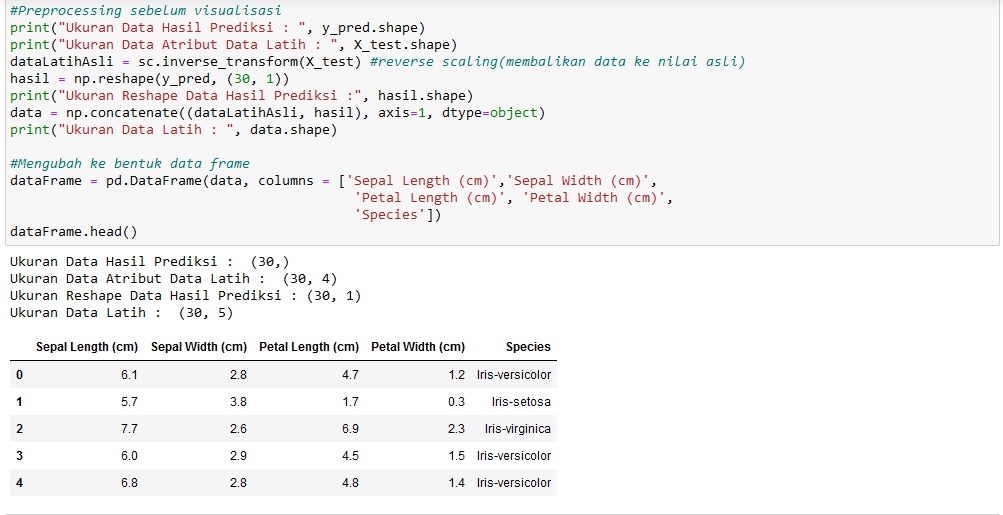 #Preprocessing sebelum visualisasi
print("Ukuran Data Hasil Prediksi : ", y_pred.shape)
print("Ukuran Data Atribut Data Latih : ", X_test.shape)
dataLatihAsli = sc.inverse_transform(X_test) #reverse scaling(membalikan data ke nilai asli)
hasil = np.reshape(y_pred, (30, 1))
print("Ukuran Reshape Data Hasil Prediksi :", hasil.shape)
data = np.concatenate((dataLatihAsli, hasil), axis=1, dtype=object)
print("Ukuran Data Latih : ", data.shape)
#Mengubah ke bentuk data frame
dataFrame = pd.DataFrame(data, columns = ['Sepal Length (cm)','Sepal Width (cm)',
'Petal Length (cm)', 'Petal Width (cm)',
'Species'])
dataFrame.head()
Ukuran Data Hasil Prediksi :  (30,)
Ukuran Data Atribut Data Latih :  (30, 4)
Ukuran Reshape Data Hasil Prediksi : (30, 1)
Ukuran Data Latih :  (30, 5)
Sepal Length (cm) Sepal Width (cm) Petal Length (cm) Petal Width (cm) Species
0 6.1 2.8 4.7 1.2 Iris-versicolor
1 5.7 3.8 1.7 0.3 Iris-setosa
2 7.7 2.6 6.9 2.3 Iris-virginica
3 6.0 2.9 4.5 1.5 Iris-versicolor
4 6.8 2.8 4.8 1.4 Iris-versicolor